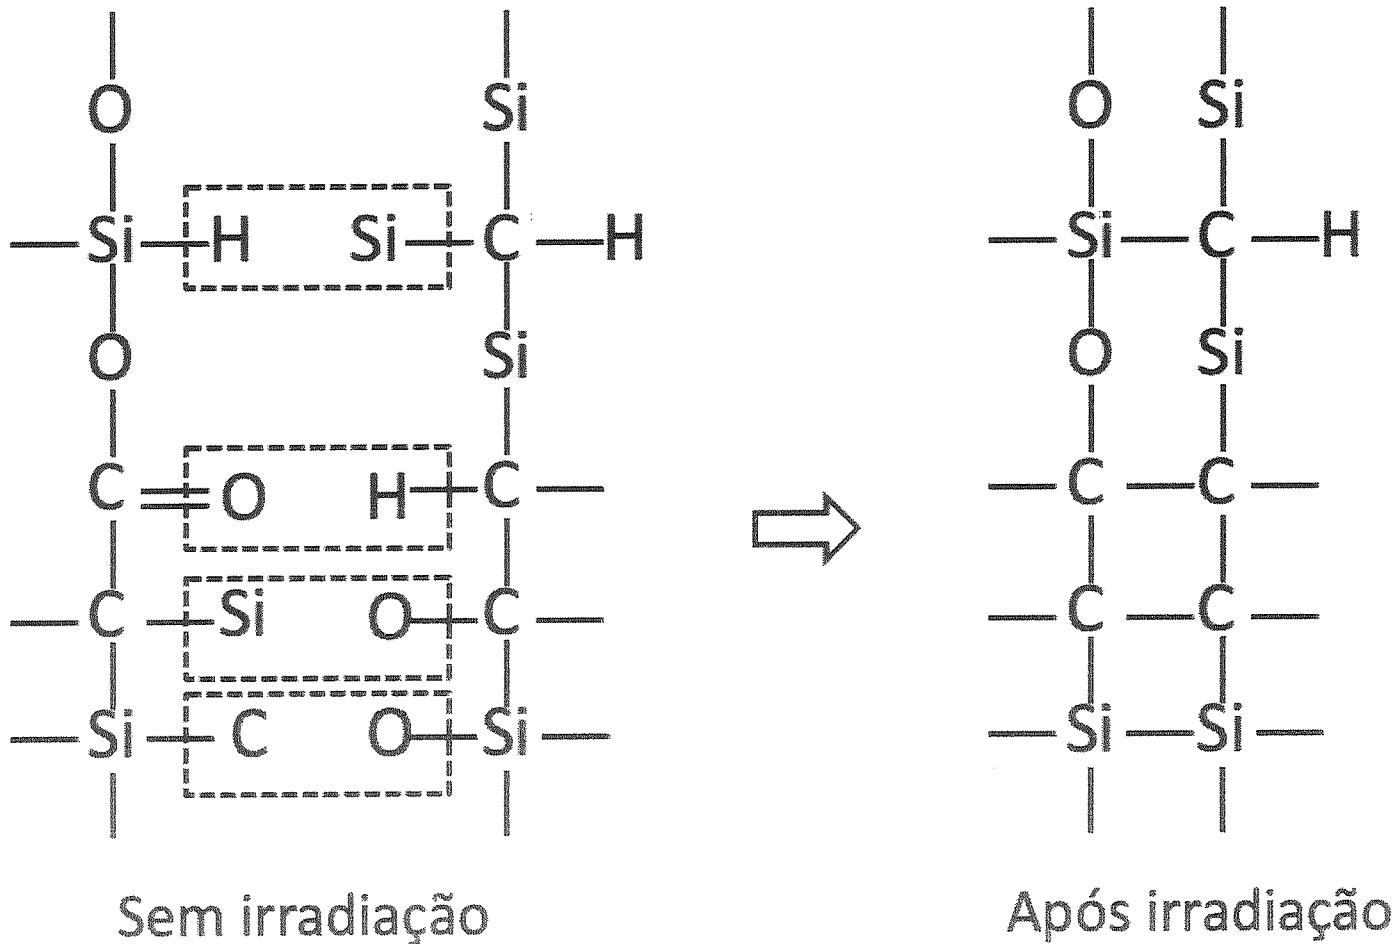 O Si O Si
Si H Si C H Si C H
O Si O Si
C O H C C C
C Si O C C C
Si C O Si Si Si
Sem irradiação Após irradiação